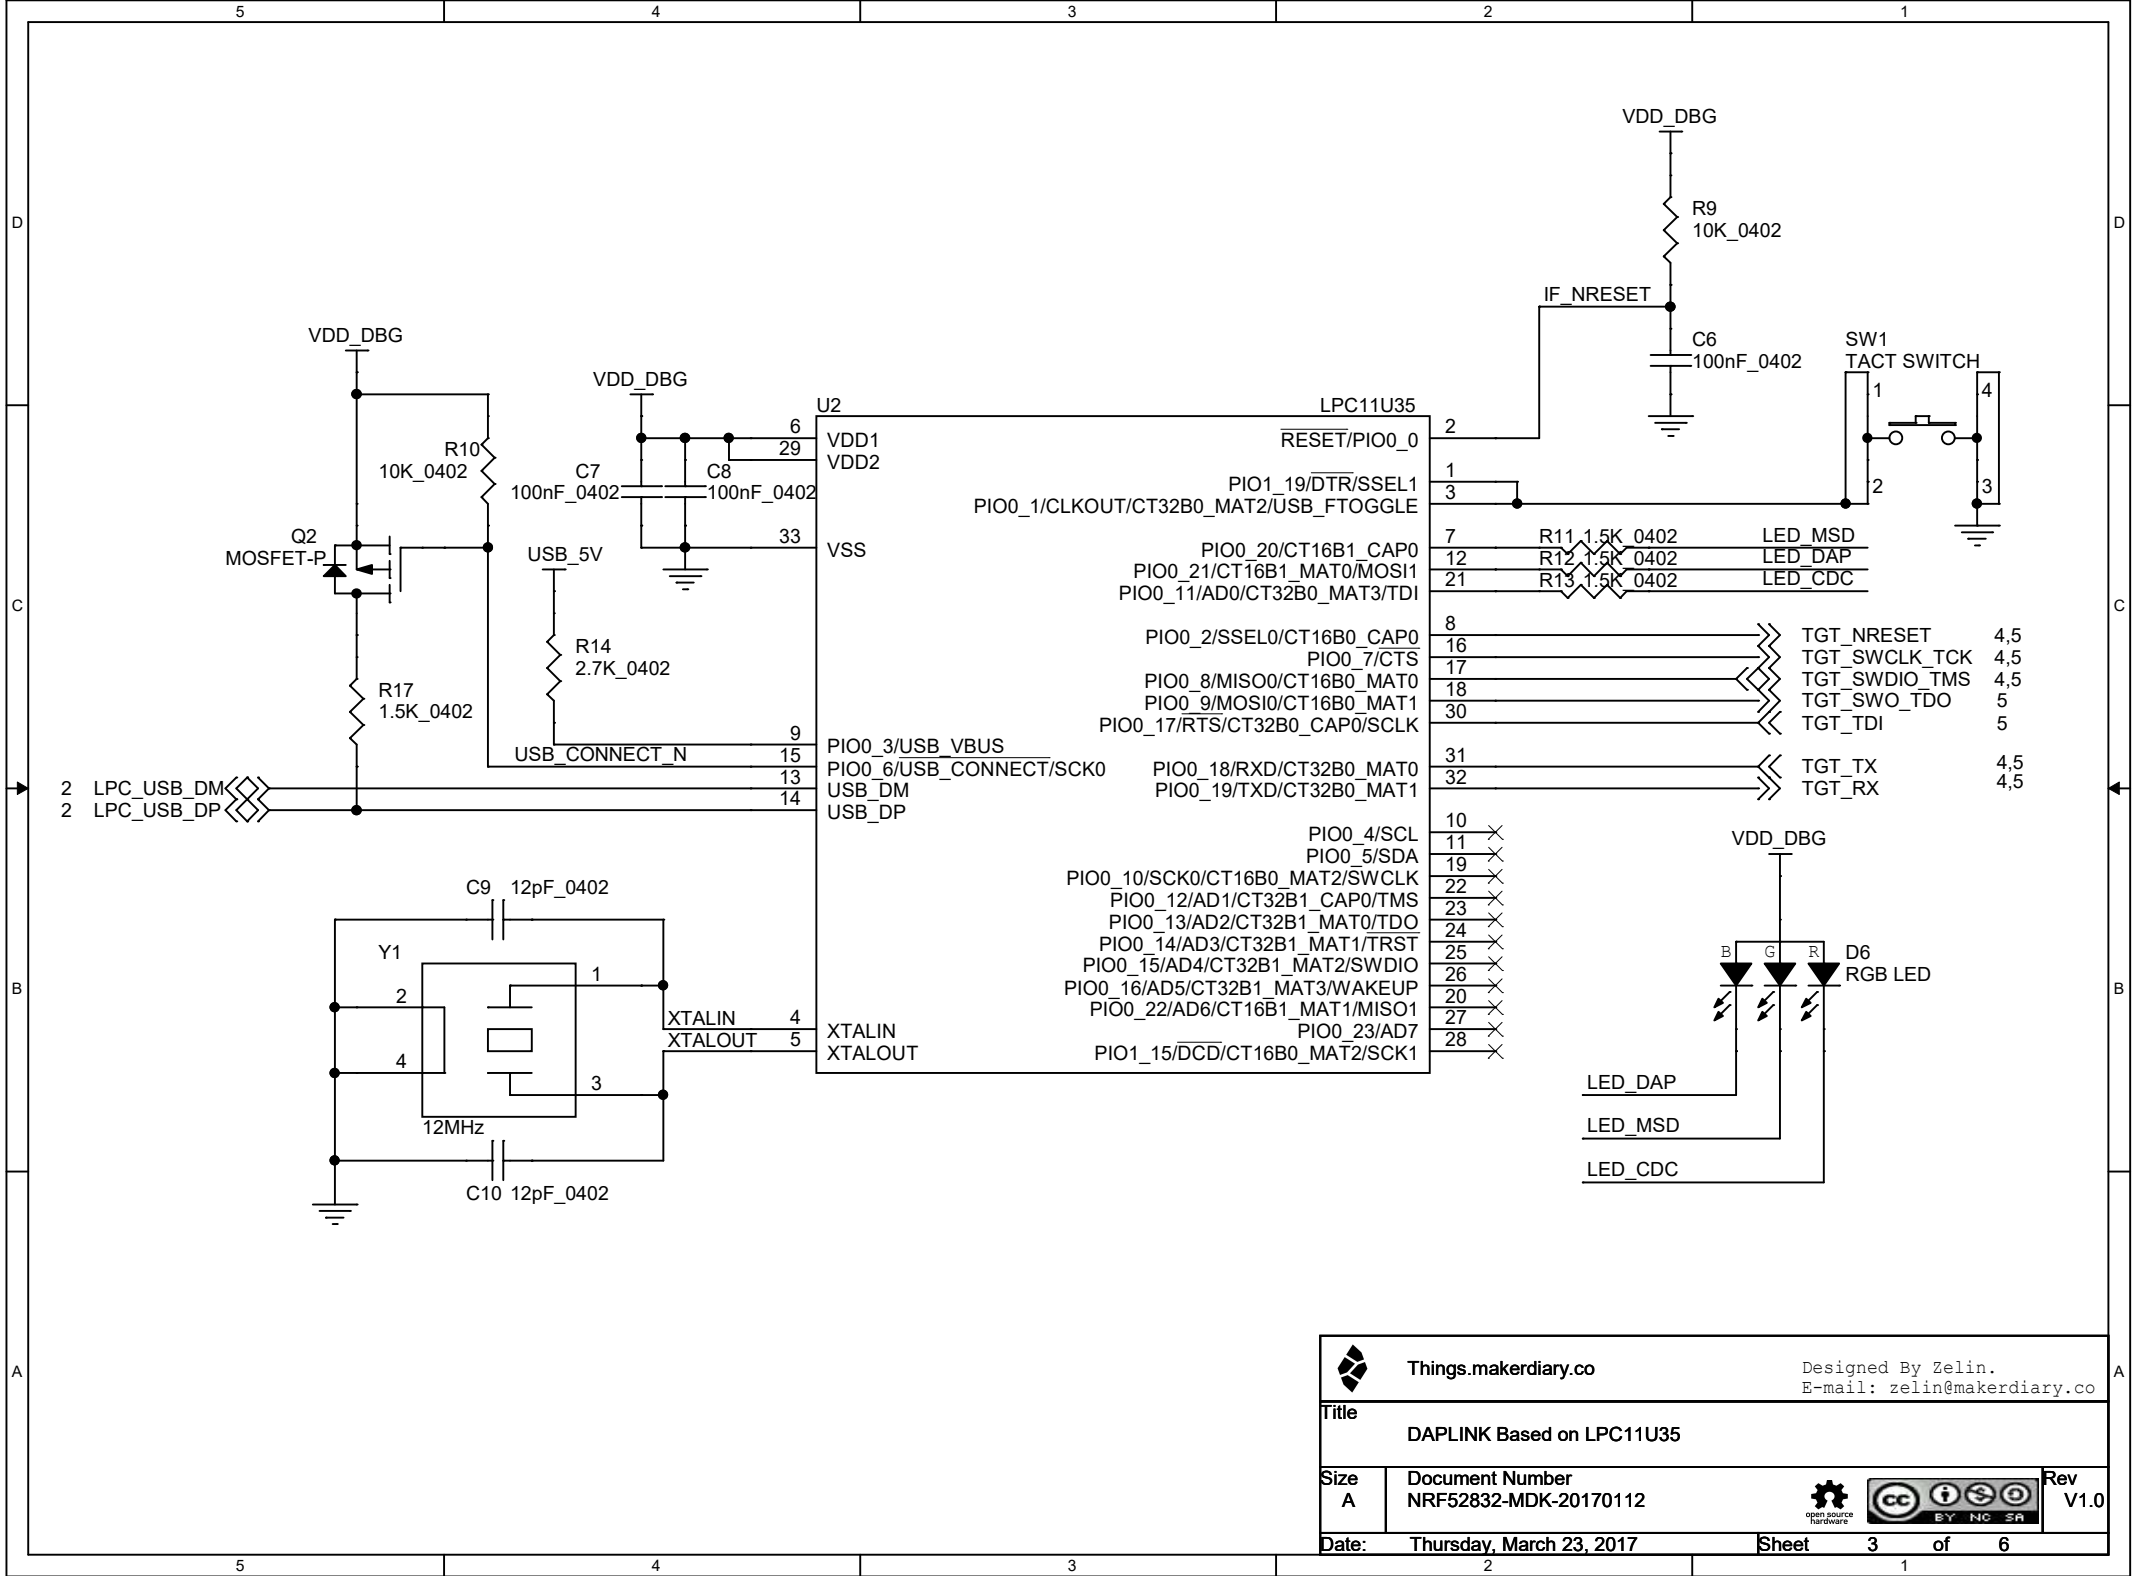 5 4 3 2 1
D D
C C
B B
A A
VDD_DBG
R9
10K_0402
IF_NRESET
C6
100nF_0402
SW1
TACT SWITCH
1 4
2 3
VDD_DBG
R10
10K_0402
Q2
MOSFET-P
R17
1.5K_0402
VDD_DBG
C7
100nF_0402
C8
100nF_0402
USB_5V
R14
2.7K_0402
USB_CONNECT_N
2 LPC_USB_DM
2 LPC_USB_DP
U2 LPC11U35
6 VDD1
29 VDD2
33 VSS
9 PIO0_3/USB_VBUS
15 PIO0_6/USB_CONNECT/SCK0
13 USB_DM
14 USB_DP
XTALIN 4 XTALIN
XTALOUT 5 XTALOUT
RESET/PIO0_0 2
PIO1_19/DTR/SSEL1 1
PIO0_1/CLKOUT/CT32B0_MAT2/USB_FTOGGLE 3
PIO0_20/CT16B1_CAP0 7 R11 1.5K_0402 LED_MSD
PIO0_21/CT16B1_MAT0/MOSI1 12 R12 1.5K_0402 LED_DAP
PIO0_11/AD0/CT32B0_MAT3/TDI 21 R13 1.5K_0402 LED_CDC
PIO0_2/SSEL0/CT16B0_CAP0 8 TGT_NRESET 4,5
PIO0_7/CTS 16 TGT_SWCLK_TCK 4,5
PIO0_8/MISO0/CT16B0_MAT0 17 TGT_SWDIO_TMS 4,5
PIO0_9/MOSI0/CT16B0_MAT1 18 TGT_SWO_TDO 5
PIO0_17/RTS/CT32B0_CAP0/SCLK 30 TGT_TDI 5
PIO0_18/RXD/CT32B0_MAT0 31 TGT_TX 4,5
PIO0_19/TXD/CT32B0_MAT1 32 TGT_RX 4,5
PIO0_4/SCL 10
PIO0_5/SDA 11
PIO0_10/SCK0/CT16B0_MAT2/SWCLK 19
PIO0_12/AD1/CT32B1_CAP0/TMS 22
PIO0_13/AD2/CT32B1_MAT0/TDO 23
PIO0_14/AD3/CT32B1_MAT1/TRST 24
PIO0_15/AD4/CT32B1_MAT2/SWDIO 25
PIO0_16/AD5/CT32B1_MAT3/WAKEUP 26
PIO0_22/AD6/CT16B1_MAT1/MISO1 20
PIO0_23/AD7 27
PIO1_15/DCD/CT16B0_MAT2/SCK1 28
C9 12pF_0402
Y1
1
2
4
3
12MHz
C10 12pF_0402
VDD_DBG
B G R D6
RGB LED
LED_DAP
LED_MSD
LED_CDC
Things.makerdiary.co
Designed By Zelin.
E-mail: zelin@makerdiary.co
Title
DAPLINK Based on LPC11U35
Size Document Number Rev
A NRF52832-MDK-20170112 V1.0
open source
hardware
cc
BY NC SA
Date: Thursday, March 23, 2017 Sheet 3 of 6
5 4 3 2 1